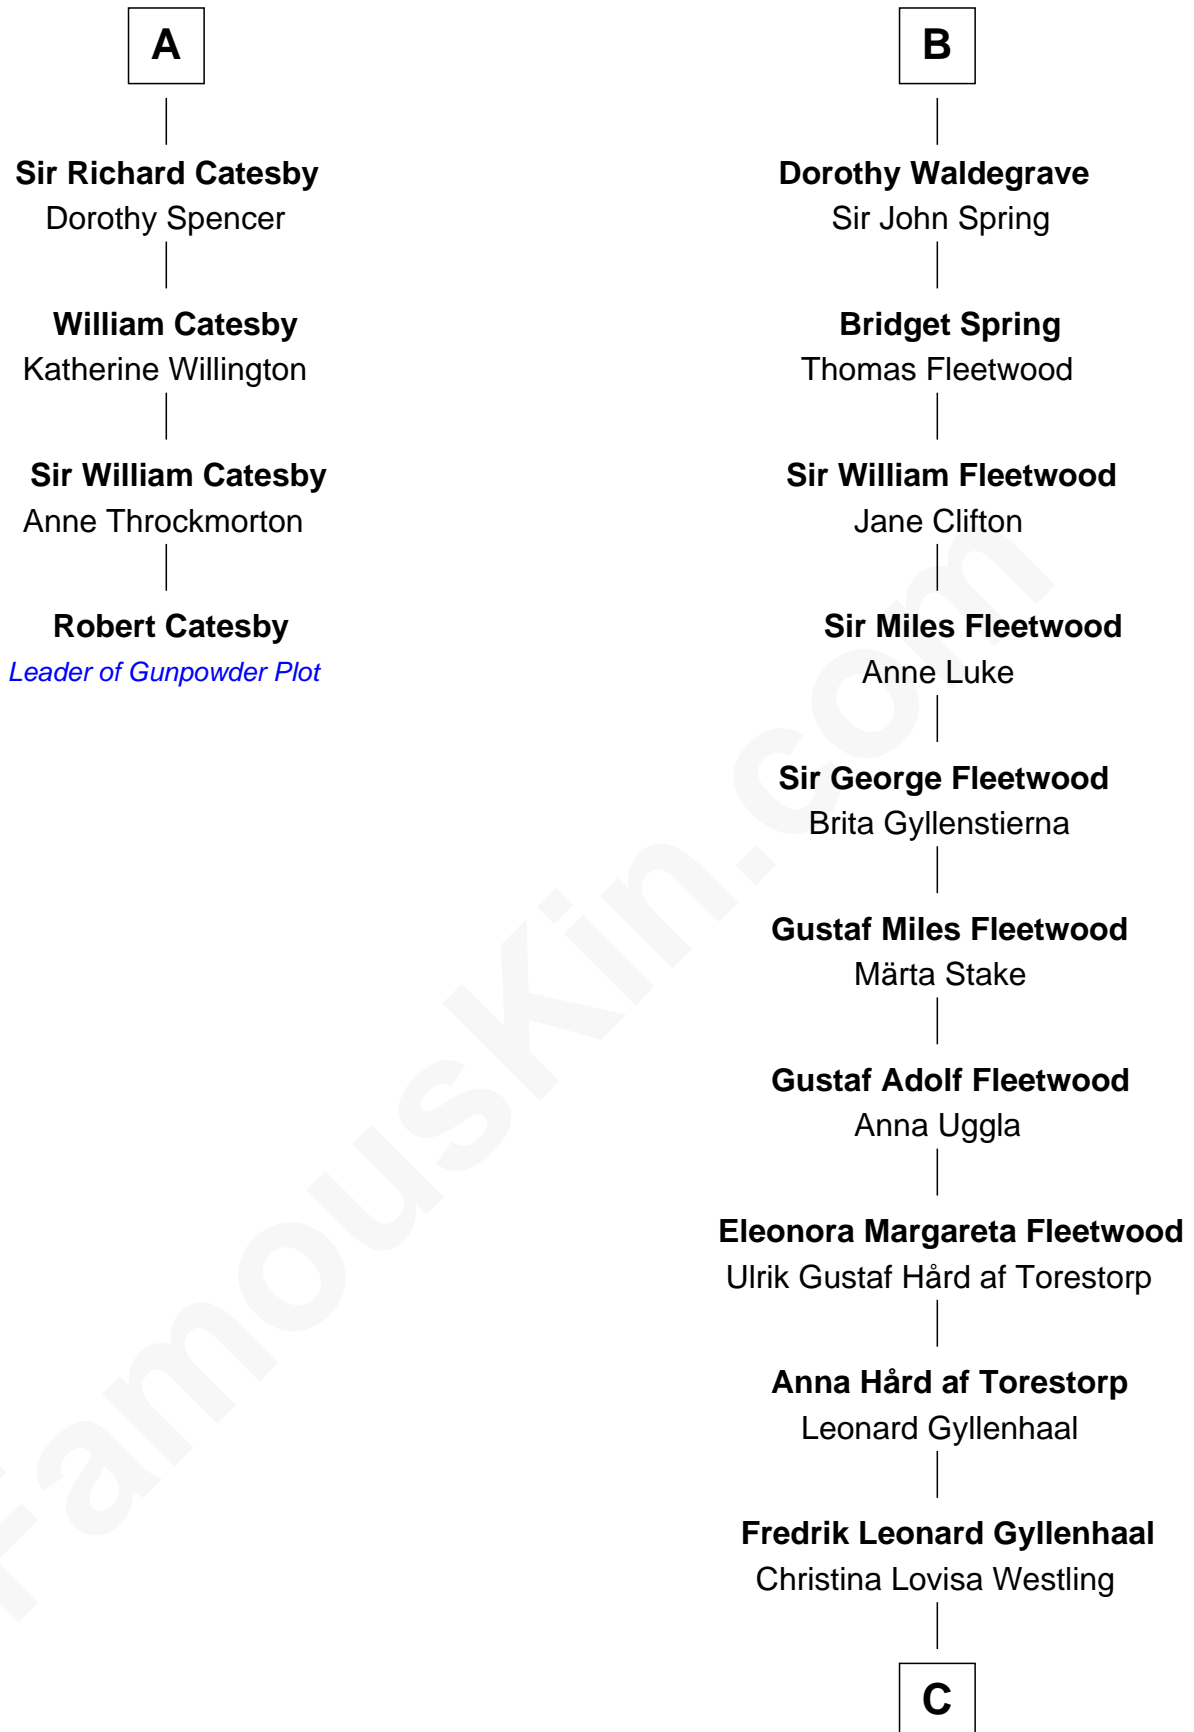 A
Sir Richard Catesby
Dorothy Spencer
William Catesby
Katherine Willington
Sir William Catesby
Anne Throckmorton
Robert Catesby
Leader of Gunpowder Plot
B
Dorothy Waldegrave
Sir John Spring
Bridget Spring
Thomas Fleetwood
Sir William Fleetwood
Jane Clifton
Sir Miles Fleetwood
Anne Luke
Sir George Fleetwood
Brita Gyllenstierna
Gustaf Miles Fleetwood
Märta Stake
Gustaf Adolf Fleetwood
Anna Uggla
Eleonora Margareta Fleetwood
Ulrik Gustaf Hård af Torestorp
Anna Hård af Torestorp
Leonard Gyllenhaal
Fredrik Leonard Gyllenhaal
Christina Lovisa Westling
C
FamousKin.com